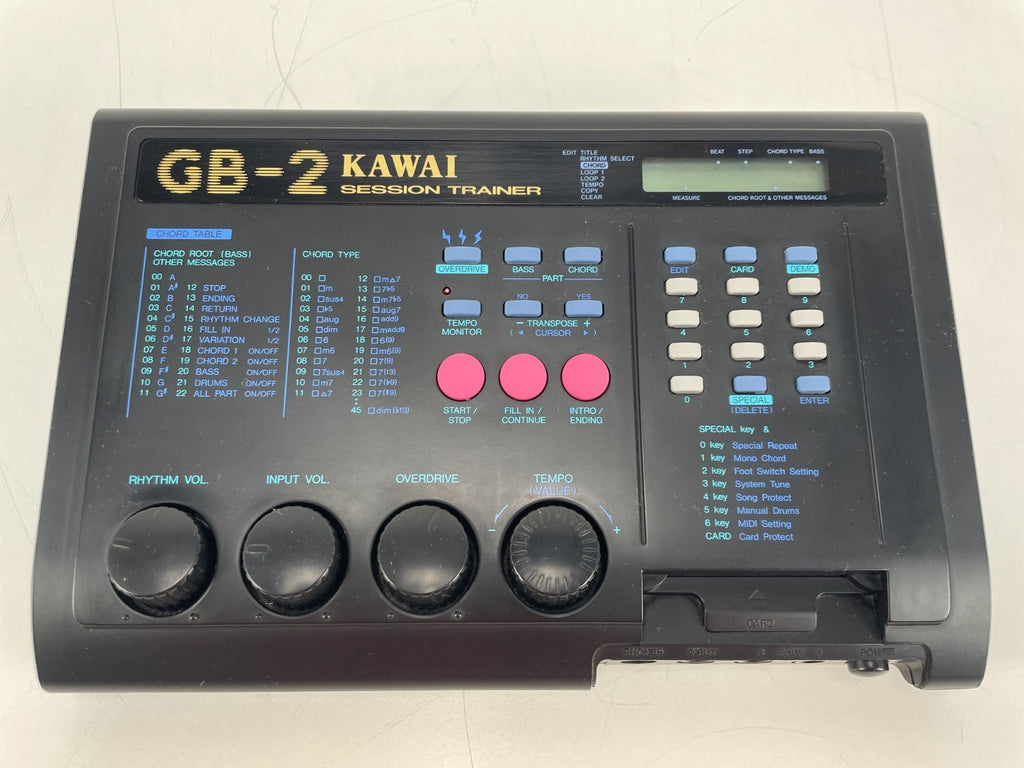 GB-2 KAWAI
SESSION TRAINER
EDIT TITLE
RHYTHM SELECT
CHORD
LOOP 1
LOOP 2
TEMPO
COPY
CLEAR
BEAT STEP CHORD TYPE BASS
MEASURE CHORD ROOT & OTHER MESSAGES
CHORD TABLE
CHORD ROOT (BASS)
OTHER MESSAGES
00 A
01 A♯ 12 STOP
02 B 13 ENDING
03 C 14 RETURN
04 C♯ 15 RHYTHM CHANGE
05 D 16 FILL IN 1/2
06 D♯ 17 VARIATION 1/2
07 E 18 CHORD 1 ON/OFF
08 F 19 CHORD 2 ON/OFF
09 F♯ 20 BASS ON/OFF
10 G 21 DRUMS ON/OFF
11 G♯ 22 ALL PART ON/OFF
CHORD TYPE
00 □ 12 □m△7
01 □m 13 □7♭5
02 □sus4 14 □m7♭5
03 □♭5 15 □aug7
04 □aug 16 □add9
05 □dim 17 □madd9
06 □6 18 □6(9)
07 □m6 19 □m6(9)
08 □7 20 □7(9)
09 □7sus4 21 □7(13)
10 □m7 22 □7(♭9)
11 □△7 23 □7(♯9)
45 □dim(♭13)
OVERDRIVE
BASS CHORD
PART
TEMPO
MONITOR
NO YES
− TRANSPOSE +
(◄ CURSOR ►)
START/
STOP
FILL IN/
CONTINUE
INTRO/
ENDING
EDIT CARD DEMO
7 8 9
4 5 6
1 2 3
0 SPECIAL
(DELETE)
ENTER
SPECIAL key &
0 key Special Repeat
1 key Mono Chord
2 key Foot Switch Setting
3 key System Tune
4 key Song Protect
5 key Manual Drums
6 key MIDI Setting
CARD Card Protect
RHYTHM VOL.
INPUT VOL.
OVERDRIVE
TEMPO
(VALUE)
− +
CARD
PHONES INPUT POWER